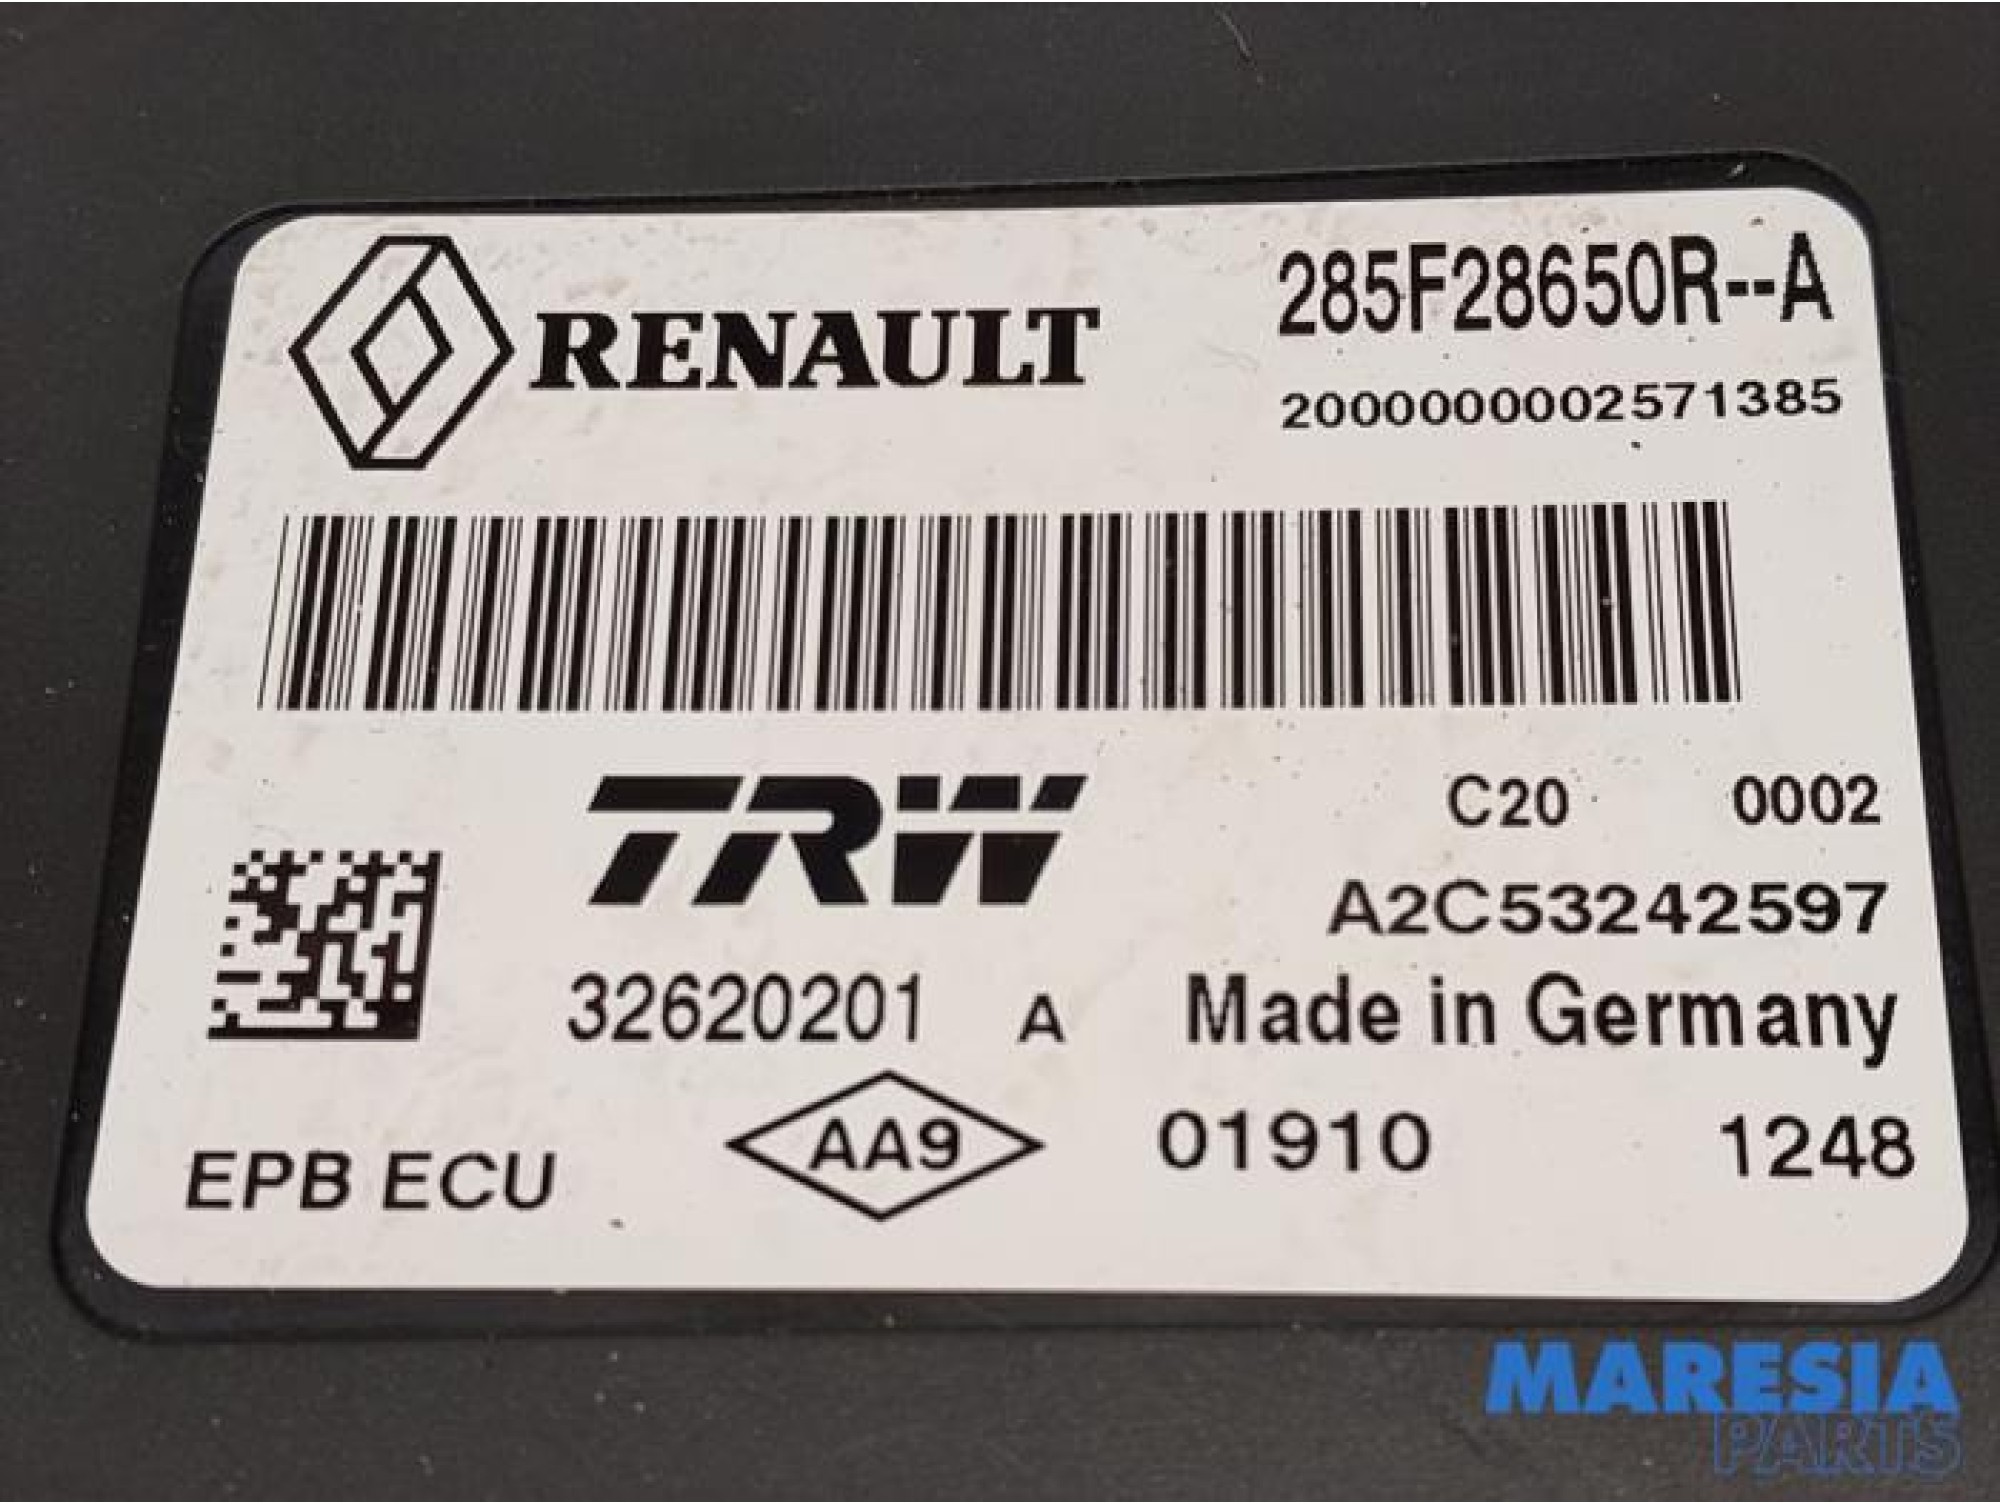 RENAULT
285F28650R--A
2000000002571385
TRW
C20 0002
A2C53242597
32620201 A
Made in Germany
EPB ECU
AA9
01910 1248
MARESIA
PARTS